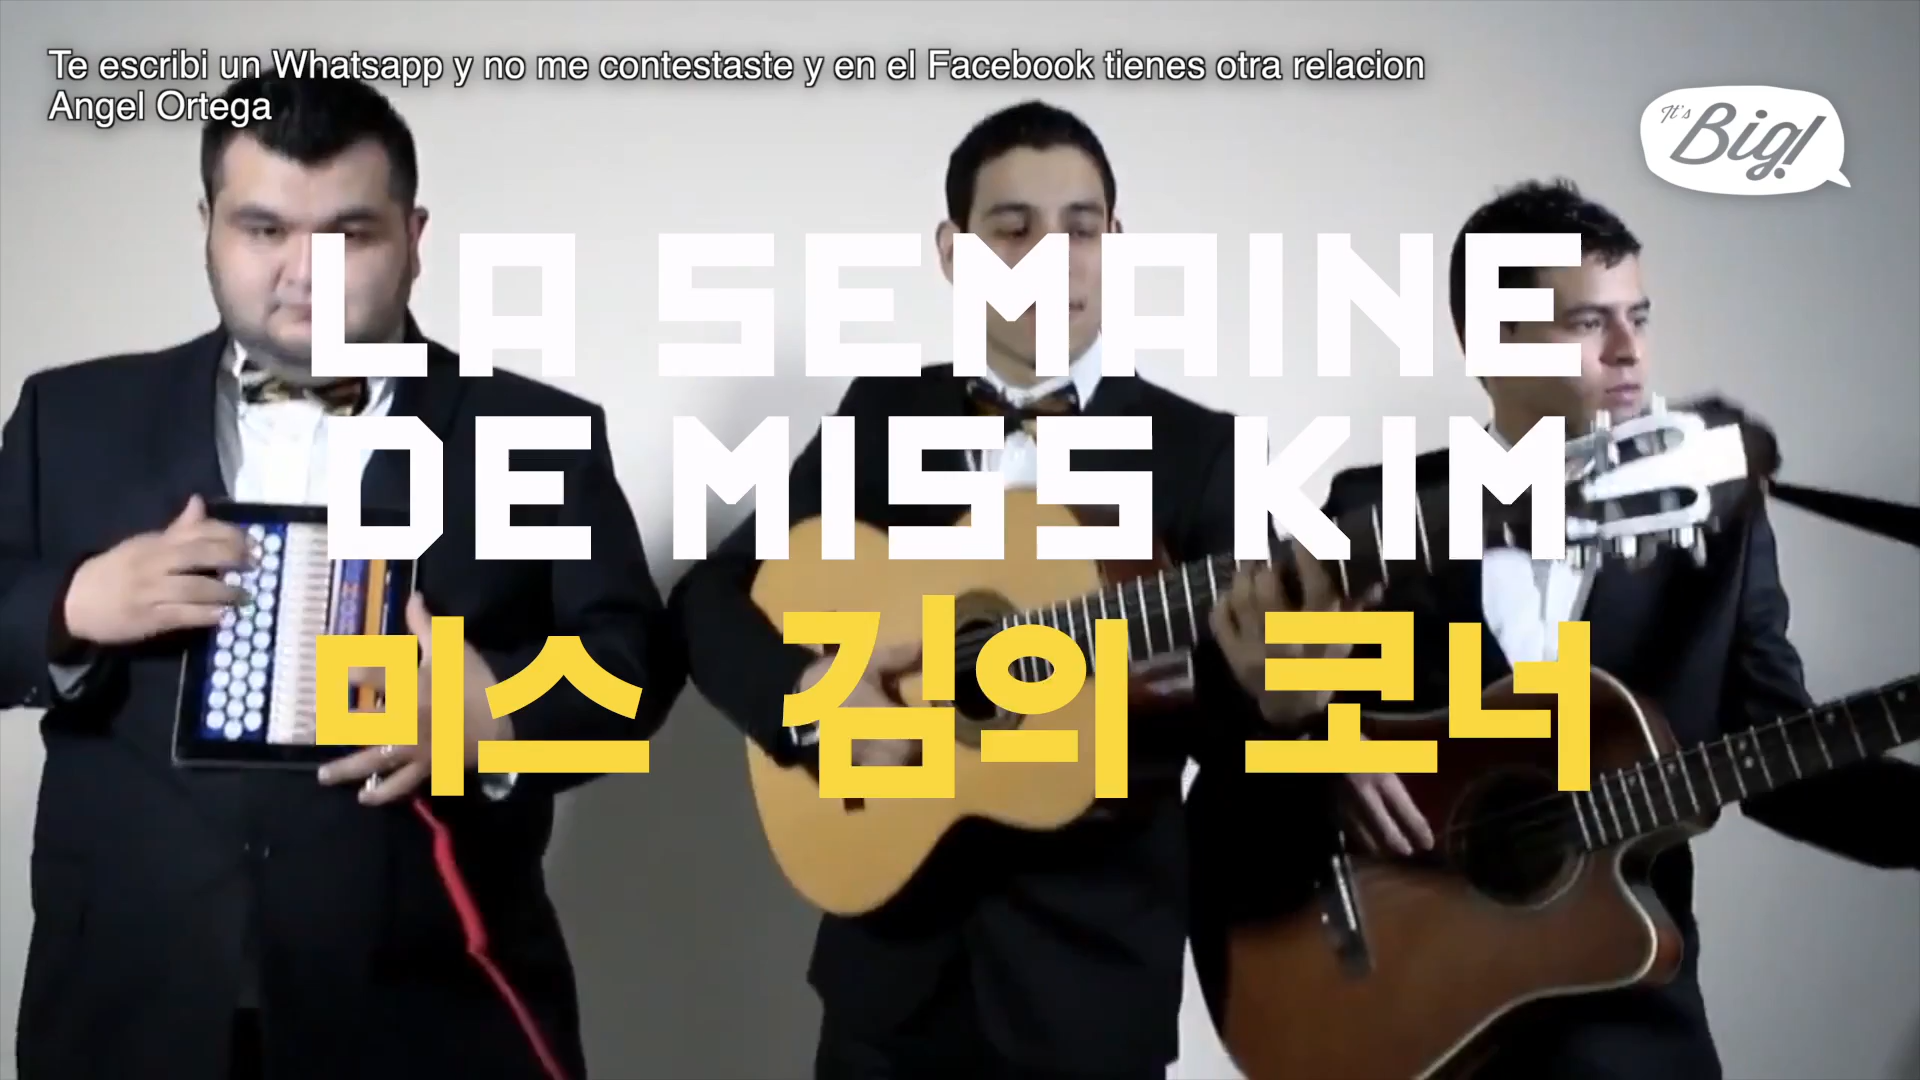 Te escribi un Whatsapp y no me contestaste y en el Facebook tienes otra relacion
Angel Ortega
It's Big!
LA SEMAINE
DE MISS KIM
미스 김의 코너